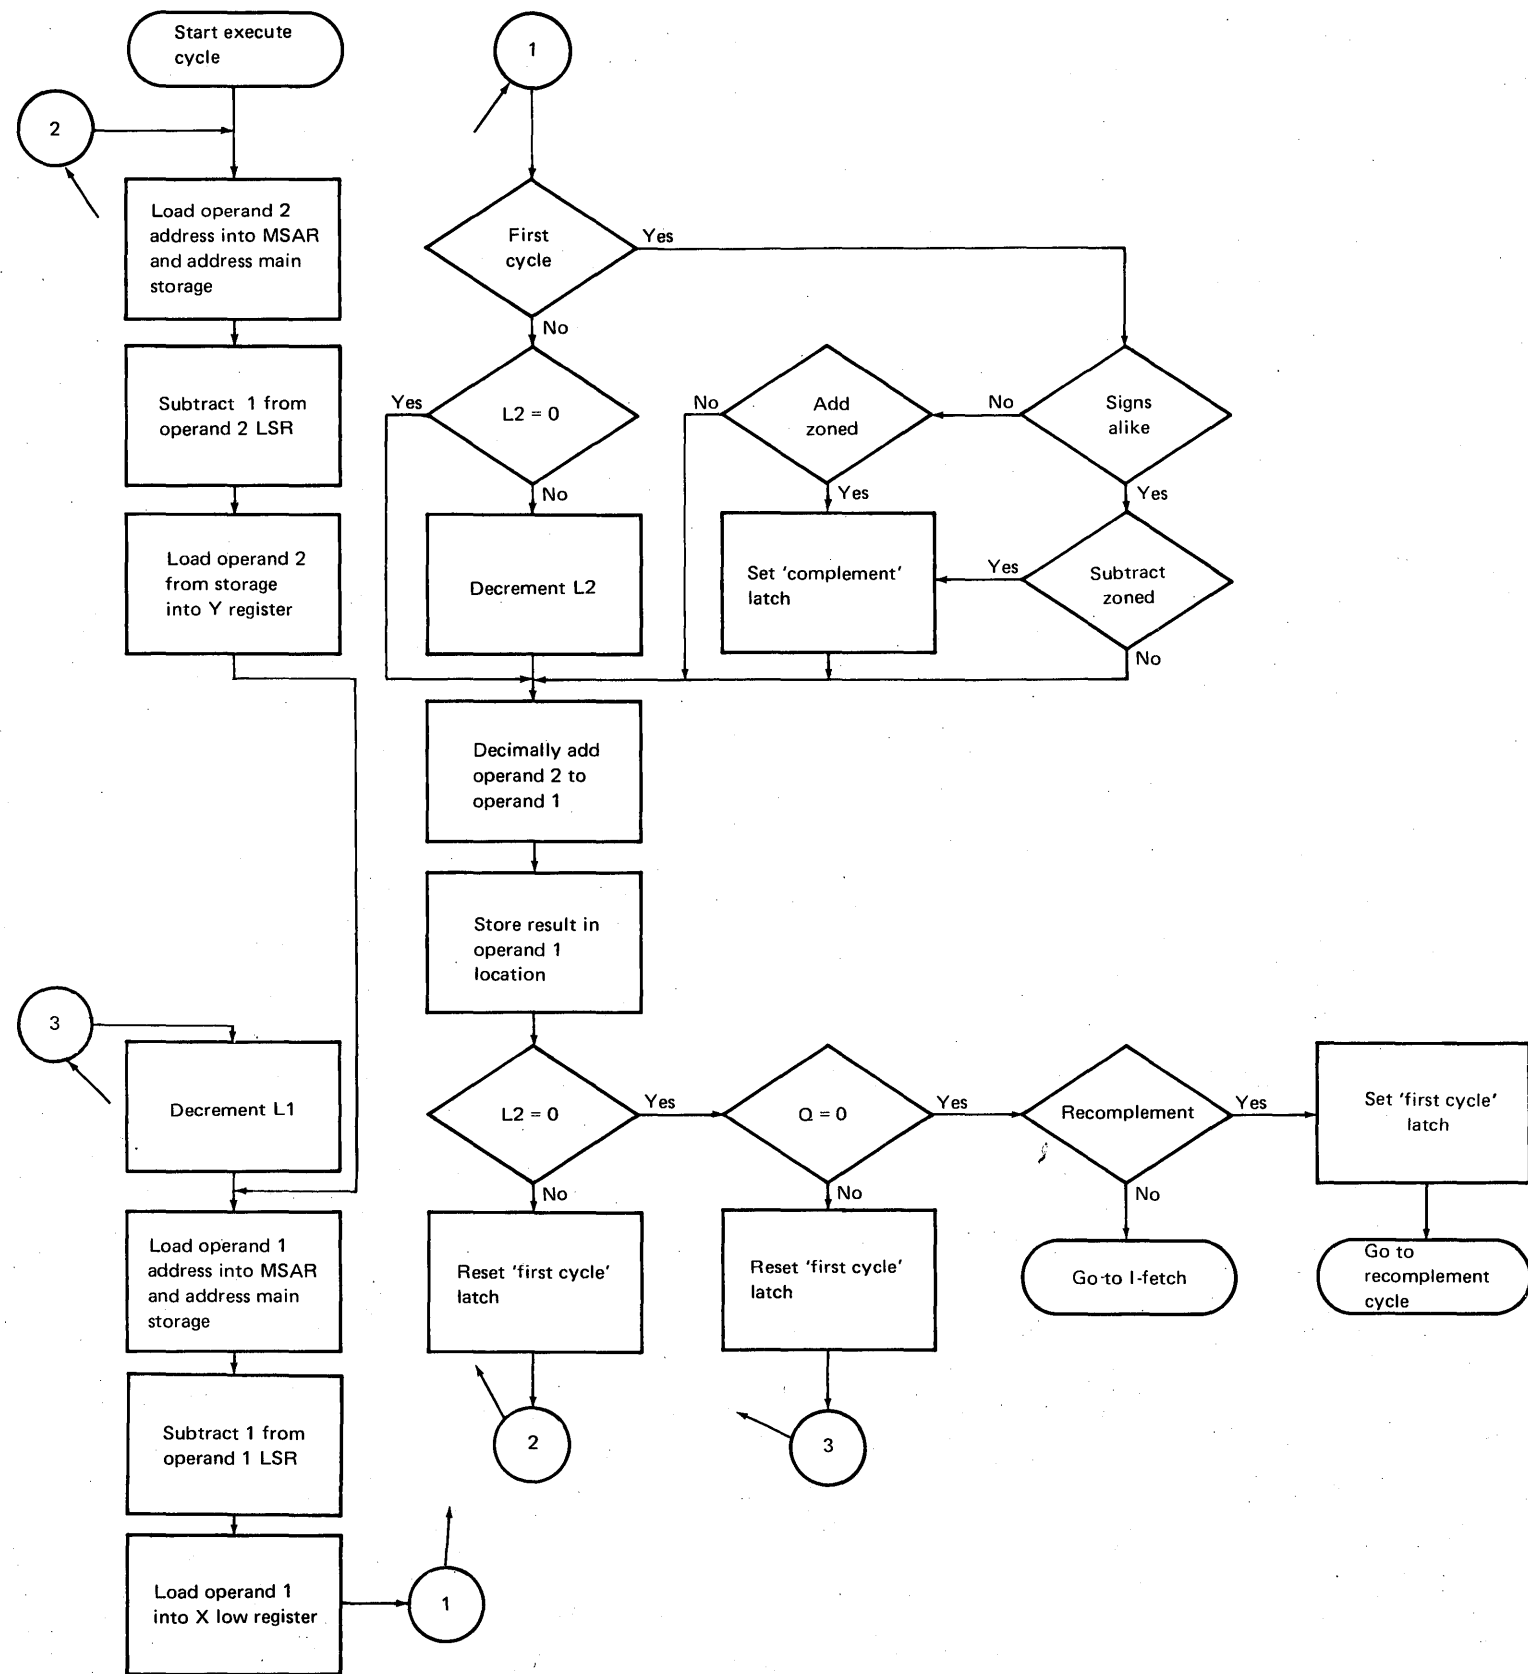 Start execute
cycle
2
Load operand 2
address into MSAR
and address main
storage
Subtract 1 from
operand 2 LSR
Load operand 2
from storage
into Y register
3
Decrement L1
Load operand 1
address into MSAR
and address main
storage
Subtract 1 from
operand 1 LSR
Load operand 1
into X low register
1
1
First
cycle
Yes
No
L2 = 0
Yes
No
Decrement L2
Signs
alike
No
Yes
Add
zoned
No
Yes
Set 'complement'
latch
Subtract
zoned
Yes
No
Decimally add
operand 2 to
operand 1
Store result in
operand 1
location
L2 = 0
Yes
No
Reset 'first cycle'
latch
2
Q = 0
Yes
No
Reset 'first cycle'
latch
3
Recomplement
Yes
No
Go to I-fetch
Set 'first cycle'
latch
Go to
recomplement
cycle